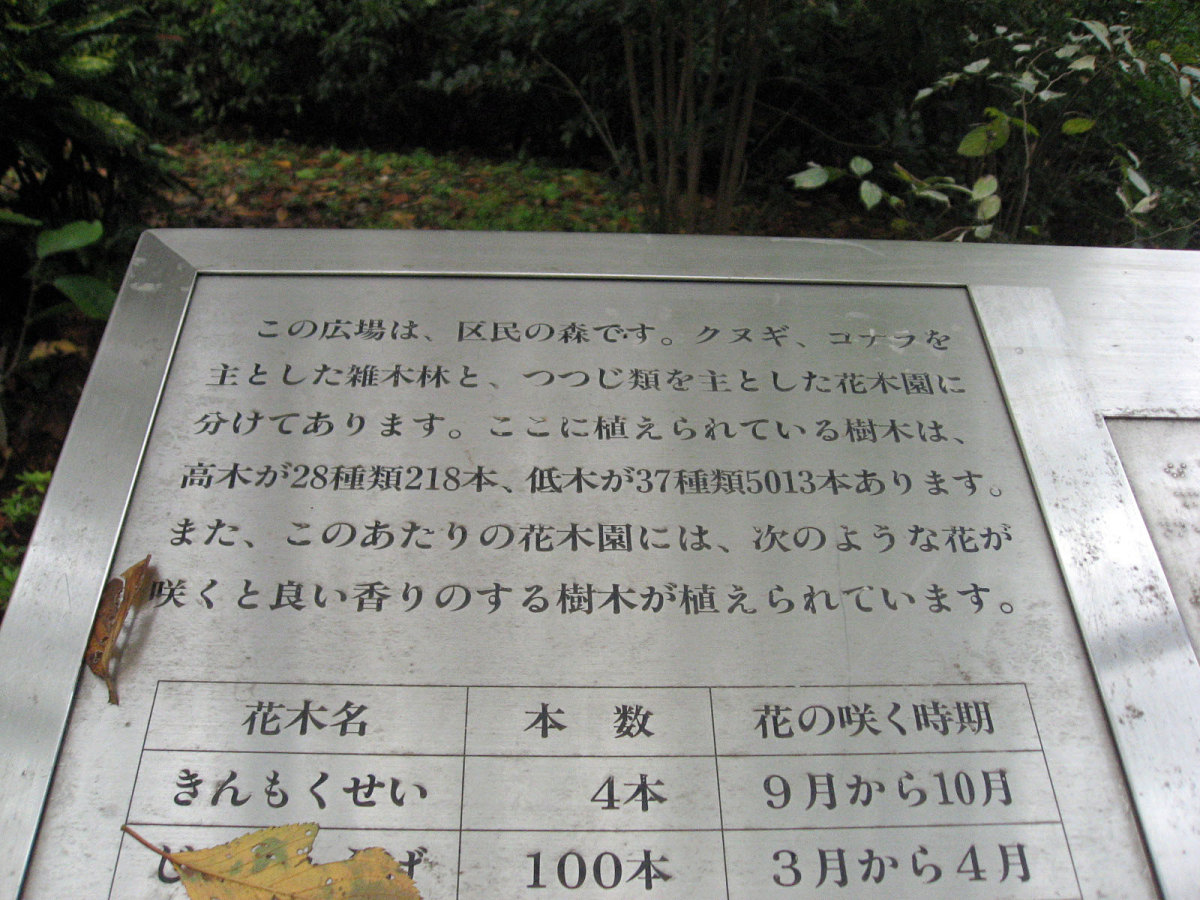 この広場は、区民の森です。クヌギ、コナラを
主とした雑木林と、つつじ類を主とした花木園に
分けてあります。ここに植えられている樹木は、
高木が28種類218本、低木が37種類5013本あります。
また、このあたりの花木園には、次のような花が
咲くと良い香りのする樹木が植えられています。
花木名 本 数 花の咲く時期
きんもくせい 4本 9月から10月
100本 3月から4月